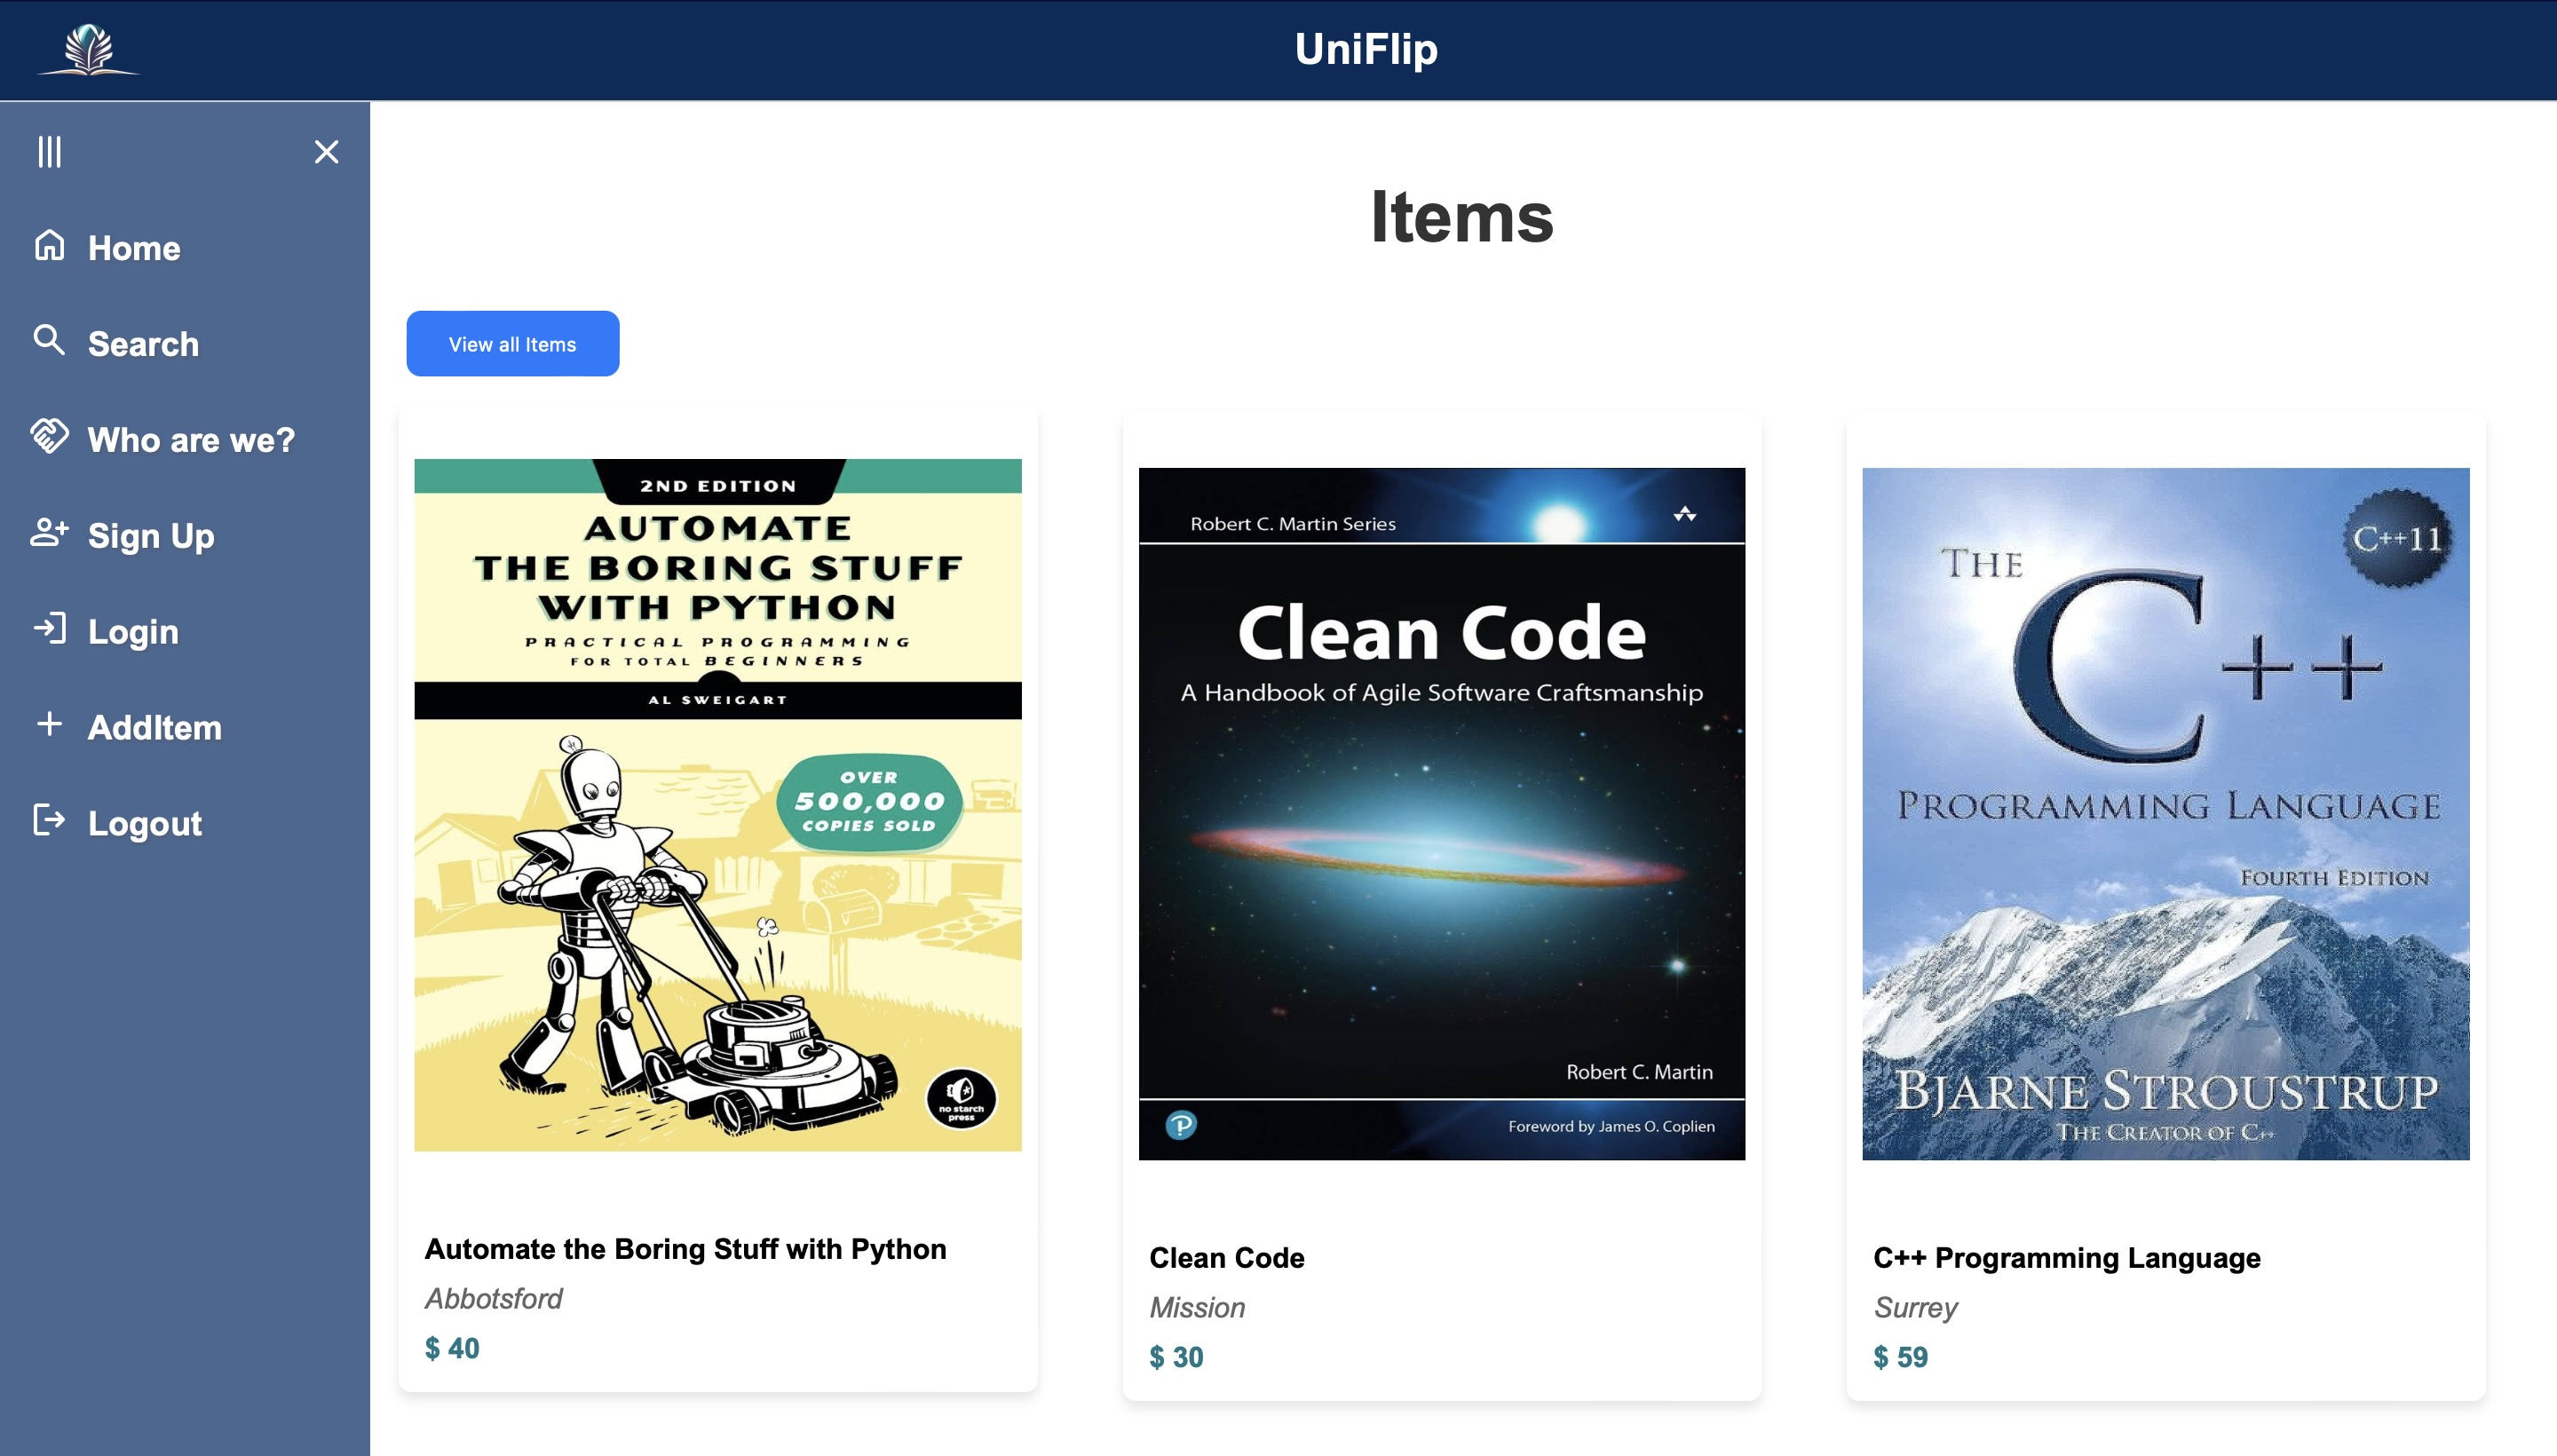 UniFlip
Home
Search
Who are we?
Sign Up
Login
AddItem
Logout
Items
View all Items
2ND EDITION
AUTOMATE
THE BORING STUFF
WITH PYTHON
PRACTICAL PROGRAMMING
FOR TOTAL BEGINNERS
AL SWEIGART
OVER
500,000
COPIES SOLD
no starch
press
Automate the Boring Stuff with Python
Abbotsford
$ 40
Robert C. Martin Series
Clean Code
A Handbook of Agile Software Craftsmanship
Robert C. Martin
P
Foreword by James O. Coplien
Clean Code
Mission
$ 30
C++11
THE
C++
PROGRAMMING LANGUAGE
FOURTH EDITION
BJARNE STROUSTRUP
THE CREATOR OF C++
C++ Programming Language
Surrey
$ 59